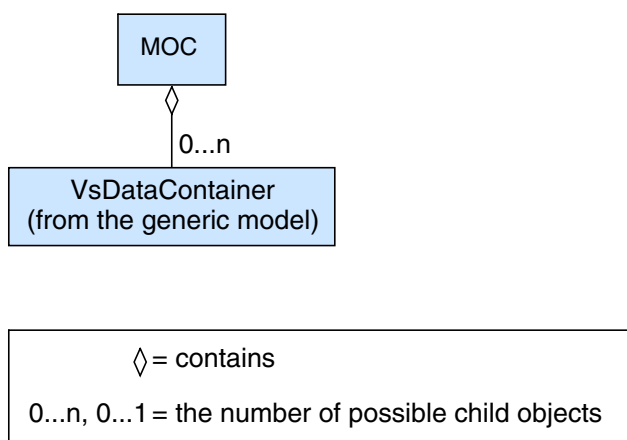 MOC
0...n
VsDataContainer
(from the generic model)
= contains
0...n, 0...1 = the number of possible child objects